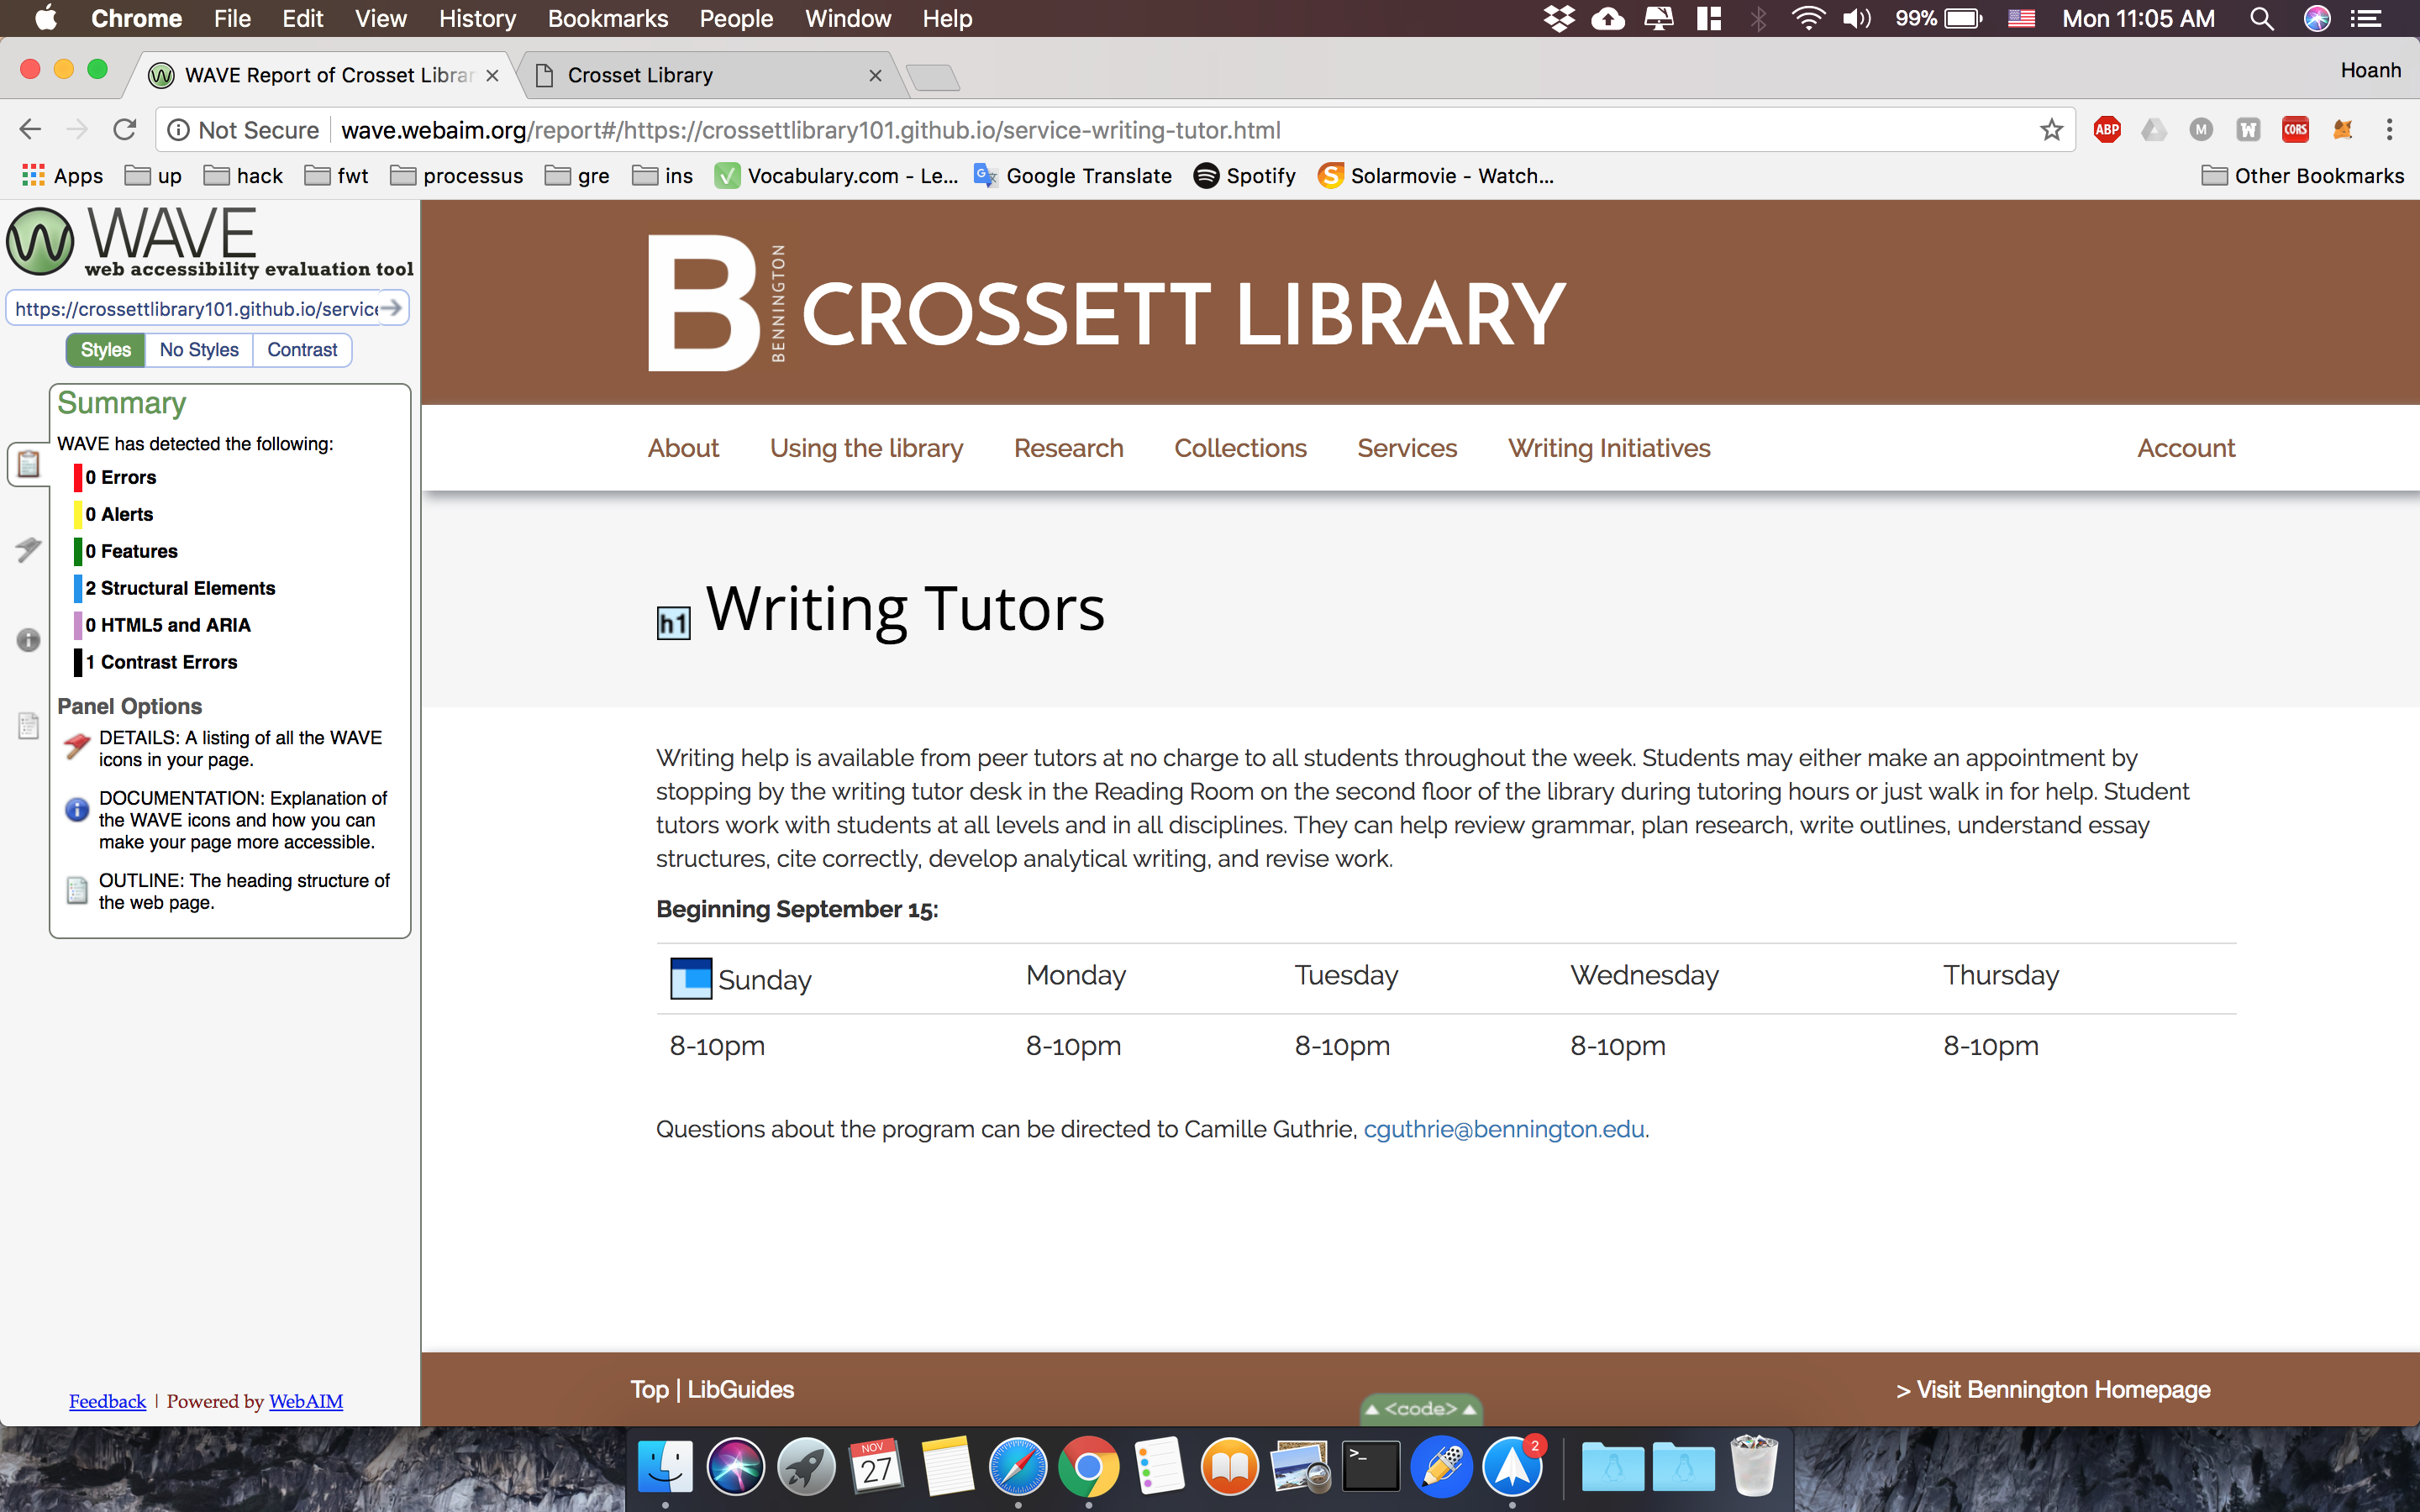 Chrome File Edit View History Bookmarks People Window Help 99% Mon 11:05 AM
WAVE Report of Crosset Librar Crosset Library Hoanh
Not Secure wave.webaim.org/report#/https://crossettlibrary101.github.io/service-writing-tutor.html ABP M W CORS
Apps up hack fwt processus gre ins Vocabulary.com - Le... Google Translate Spotify Solarmovie - Watch... Other Bookmarks
WAVE
web accessibility evaluation tool
https://crossettlibrary101.github.io/service
Styles No Styles Contrast
Summary
WAVE has detected the following:
0 Errors
0 Alerts
0 Features
2 Structural Elements
0 HTML5 and ARIA
1 Contrast Errors
Panel Options
DETAILS: A listing of all the WAVE
icons in your page.
DOCUMENTATION: Explanation of
the WAVE icons and how you can
make your page more accessible.
OUTLINE: The heading structure of
the web page.
Feedback | Powered by WebAIM
B BENNINGTON CROSSETT LIBRARY
About Using the library Research Collections Services Writing Initiatives Account
h1 Writing Tutors
Writing help is available from peer tutors at no charge to all students throughout the week. Students may either make an appointment by
stopping by the writing tutor desk in the Reading Room on the second floor of the library during tutoring hours or just walk in for help. Student
tutors work with students at all levels and in all disciplines. They can help review grammar, plan research, write outlines, understand essay
structures, cite correctly, develop analytical writing, and revise work.
Beginning September 15:
Sunday Monday Tuesday Wednesday Thursday
8-10pm 8-10pm 8-10pm 8-10pm 8-10pm
Questions about the program can be directed to Camille Guthrie, cguthrie@bennington.edu.
Top | LibGuides > Visit Bennington Homepage
<code>
NOV
27
>_
2